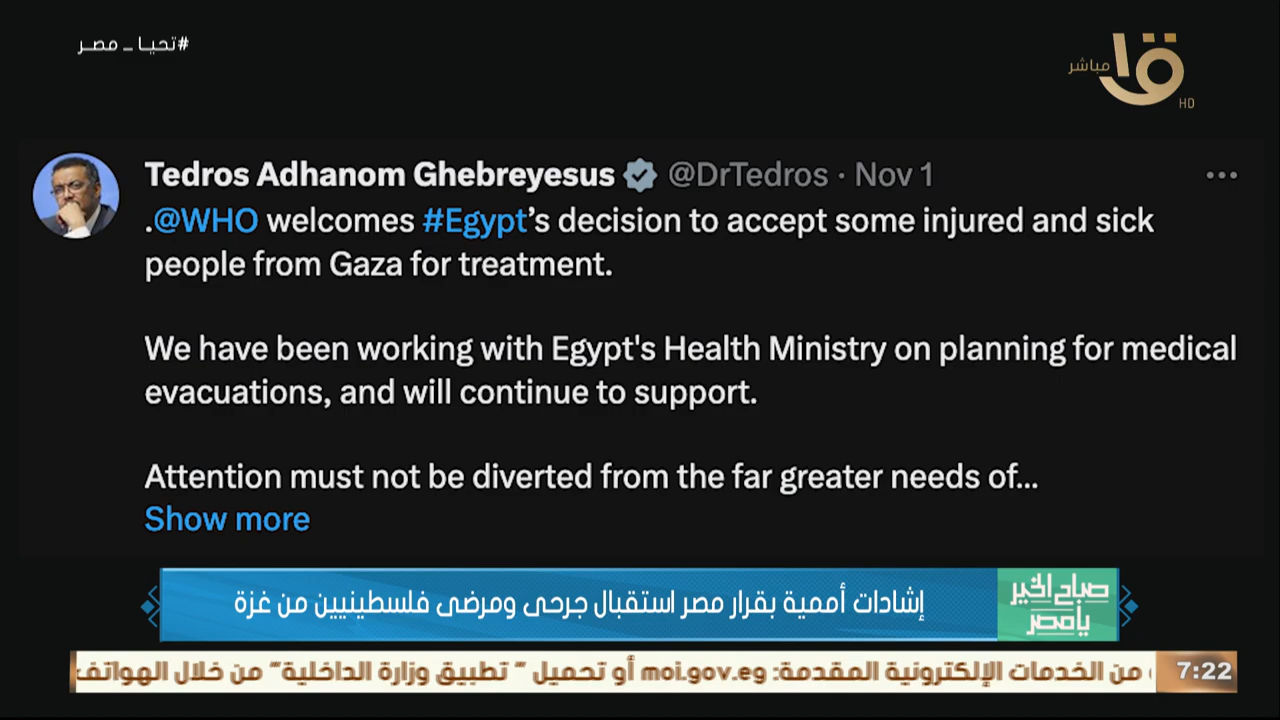 #تحيا_مصر
مباشر
HD
Tedros Adhanom Ghebreyesus @DrTedros · Nov 1 ...
.@WHO welcomes #Egypt's decision to accept some injured and sick
people from Gaza for treatment.
We have been working with Egypt's Health Ministry on planning for medical
evacuations, and will continue to support.
Attention must not be diverted from the far greater needs of...
Show more
صباح الخير
يا مصر
إشادات أممية بقرار مصر استقبال جرحى ومرضى فلسطينيين من غزة
7:22
من الخدمات الإلكترونية المقدمة: moi.gov.eg أو تحميل " تطبيق وزارة الداخلية" من خلال الهواتف